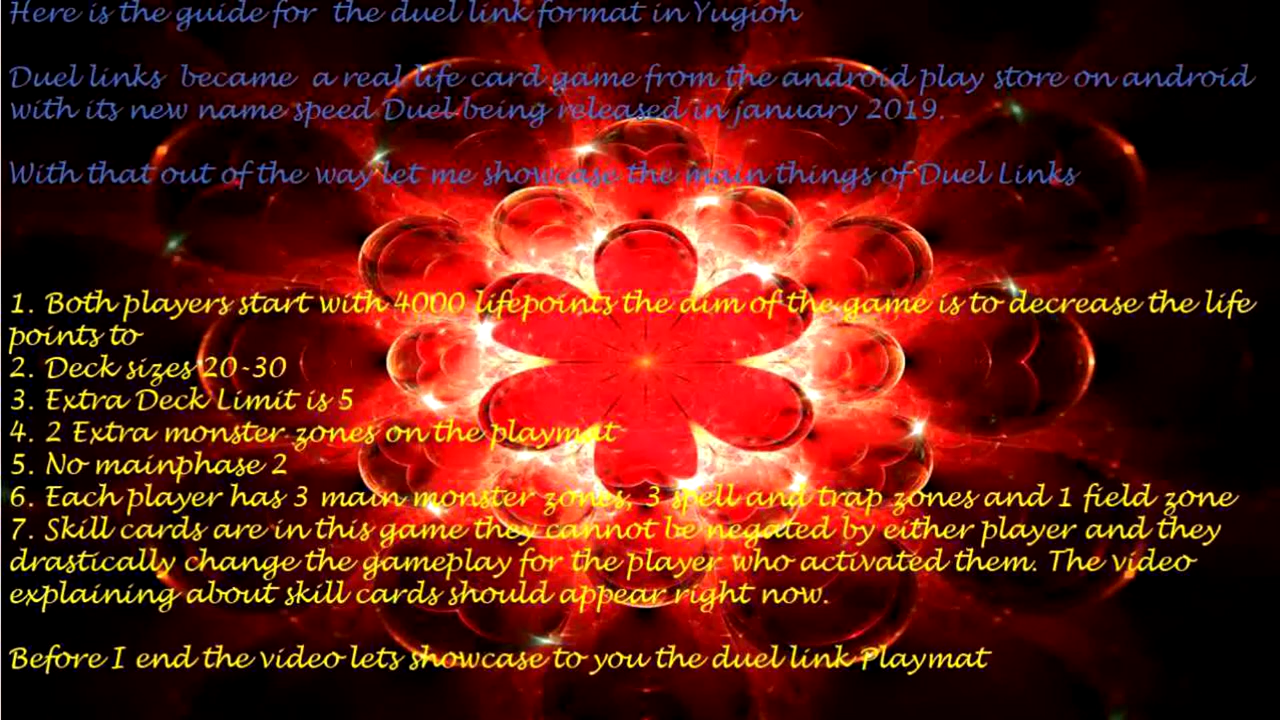 Here is the guide for the duel link format in Yugioh
Duel links became a real life card game from the android play store on android
with its new name speed Duel being released in january 2019.
With that out of the way let me showcase the main things of Duel Links
1. Both players start with 4000 lifepoints the aim of the game is to decrease the life
points to
2. Deck sizes 20-30
3. Extra Deck Limit is 5
4. 2 Extra monster zones on the playmat
5. No mainphase 2
6. Each player has 3 main monster zones, 3 spell and trap zones and 1 field zone
7. Skill cards are in this game they cannot be negated by either player and they
drastically change the gameplay for the player who activated them. The video
explaining about skill cards should appear right now.
Before I end the video lets showcase to you the duel link Playmat